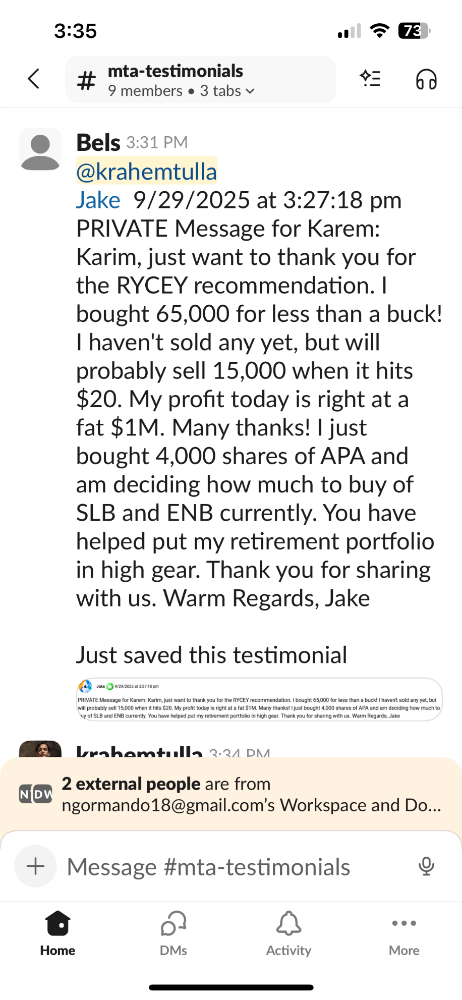 3:35
73
# mta-testimonials
9 members • 3 tabs
Bels 3:31 PM
@krahemtulla
Jake 9/29/2025 at 3:27:18 pm
PRIVATE Message for Karem:
Karim, just want to thank you for
the RYCEY recommendation. I
bought 65,000 for less than a buck!
I haven't sold any yet, but will
probably sell 15,000 when it hits
$20. My profit today is right at a
fat $1M. Many thanks! I just
bought 4,000 shares of APA and
am deciding how much to buy of
SLB and ENB currently. You have
helped put my retirement portfolio
in high gear. Thank you for sharing
with us. Warm Regards, Jake
Just saved this testimonial
Jake 9/29/2025 at 3:27:18 pm
PRIVATE Message for Karem: Karim, just want to thank you for the RYCEY recommendation. I bought 65,000 for less than a buck! I haven't sold any yet, but
will probably sell 15,000 when it hits $20. My profit today is right at a fat $1M. Many thanks! I just bought 4,000 shares of APA and am deciding how much to
uy of SLB and ENB currently. You have helped put my retirement portfolio in high gear. Thank you for sharing with us. Warm Regards, Jake
krahemtulla 3:34 PM
N DW
2 external people are from
ngormando18@gmail.com’s Workspace and Do...
Message #mta-testimonials
Home
DMs
Activity
More